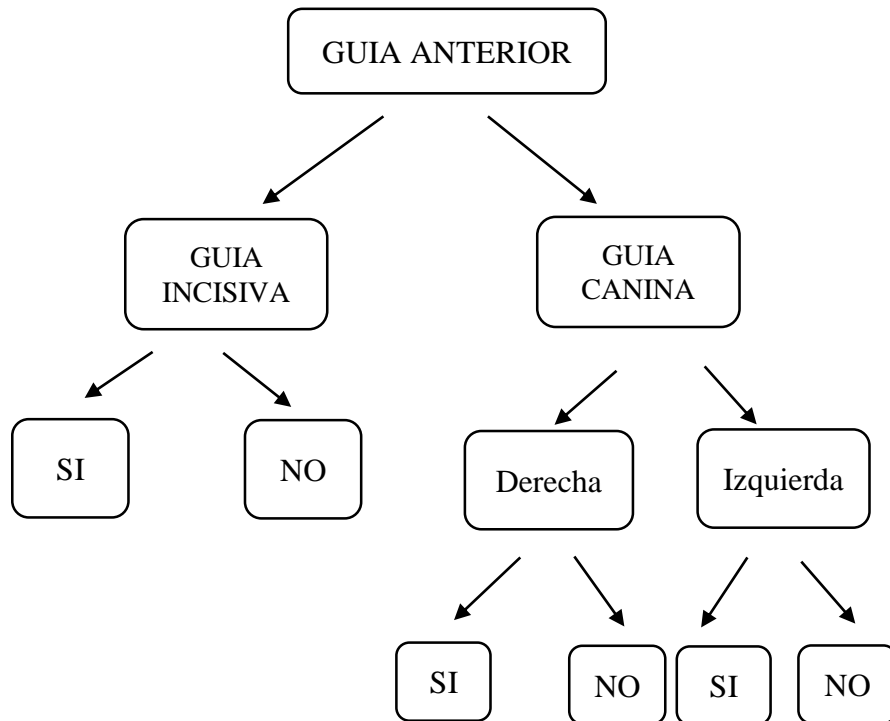 GUIA ANTERIOR
GUIA
INCISIVA
GUIA
CANINA
SI
NO
Derecha
Izquierda
SI
NO
SI
NO